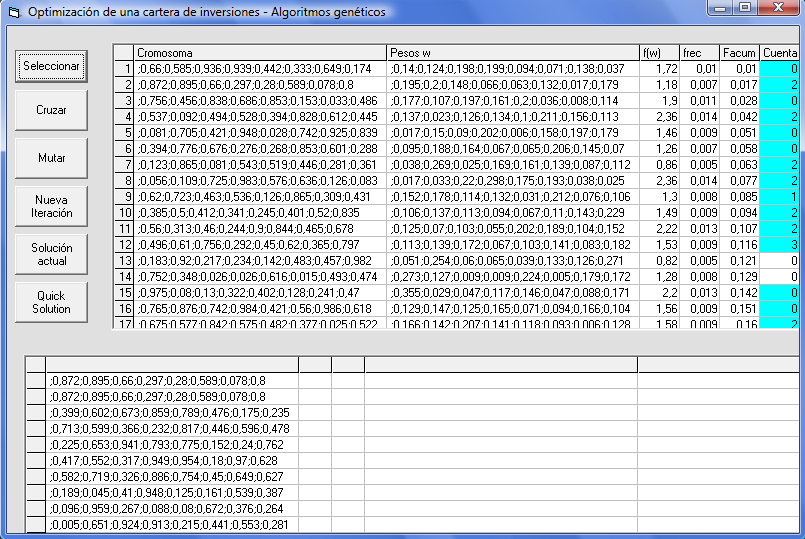 Optimización de una cartera de inversiones - Algoritmos genéticos
Seleccionar
Cruzar
Mutar
Nueva
Iteración
Solución
actual
Quick
Solution
Cromosoma Pesos w f(w) frec Facum Cuenta
1 ;0,66;0,585;0,936;0,939;0,442;0,333;0,649;0,174 ;0,14;0,124;0,198;0,199;0,094;0,071;0,138;0,037 1,72 0,01 0,01 0
2 ;0,872;0,895;0,66;0,297;0,28;0,589;0,078;0,8 ;0,195;0,2;0,148;0,066;0,063;0,132;0,017;0,179 1,18 0,007 0,017 2
3 ;0,756;0,456;0,838;0,686;0,853;0,153;0,033;0,486 ;0,177;0,107;0,197;0,161;0,2;0,036;0,008;0,114 1,9 0,011 0,028 0
4 ;0,537;0,092;0,494;0,528;0,394;0,828;0,612;0,445 ;0,137;0,023;0,126;0,134;0,1;0,211;0,156;0,113 2,36 0,014 0,042 2
5 ;0,081;0,705;0,421;0,948;0,028;0,742;0,925;0,839 ;0,017;0,15;0,09;0,202;0,006;0,158;0,197;0,179 1,46 0,009 0,051 0
6 ;0,394;0,776;0,676;0,276;0,268;0,853;0,601;0,288 ;0,095;0,188;0,164;0,067;0,065;0,206;0,145;0,07 1,26 0,007 0,058 0
7 ;0,123;0,865;0,081;0,543;0,519;0,446;0,281;0,361 ;0,038;0,269;0,025;0,169;0,161;0,139;0,087;0,112 0,86 0,005 0,063 2
8 ;0,056;0,109;0,725;0,983;0,576;0,636;0,126;0,083 ;0,017;0,033;0,22;0,298;0,175;0,193;0,038;0,025 2,36 0,014 0,077 2
9 ;0,62;0,723;0,463;0,536;0,126;0,865;0,309;0,431 ;0,152;0,178;0,114;0,132;0,031;0,212;0,076;0,106 1,3 0,008 0,085 1
10 ;0,385;0,5;0,412;0,341;0,245;0,401;0,52;0,835 ;0,106;0,137;0,113;0,094;0,067;0,11;0,143;0,229 1,49 0,009 0,094 2
11 ;0,56;0,313;0,46;0,244;0,9;0,844;0,465;0,678 ;0,125;0,07;0,103;0,055;0,202;0,189;0,104;0,152 2,22 0,013 0,107 2
12 ;0,496;0,61;0,756;0,292;0,45;0,62;0,365;0,797 ;0,113;0,139;0,172;0,067;0,103;0,141;0,083;0,182 1,53 0,009 0,116 3
13 ;0,183;0,92;0,217;0,234;0,142;0,483;0,457;0,982 ;0,051;0,254;0,06;0,065;0,039;0,133;0,126;0,271 0,82 0,005 0,121 0
14 ;0,752;0,348;0,026;0,026;0,616;0,015;0,493;0,474 ;0,273;0,127;0,009;0,009;0,224;0,005;0,179;0,172 1,28 0,008 0,129 0
15 ;0,975;0,08;0,13;0,322;0,402;0,128;0,241;0,47 ;0,355;0,029;0,047;0,117;0,146;0,047;0,088;0,171 2,2 0,013 0,142 0
16 ;0,765;0,876;0,742;0,984;0,421;0,56;0,986;0,618 ;0,129;0,147;0,125;0,165;0,071;0,094;0,166;0,104 1,56 0,009 0,151 0
17 ;0,675;0,577;0,842;0,575;0,482;0,377;0,025;0,522 ;0,166;0,142;0,207;0,141;0,118;0,093;0,006;0,128 1,58 0,009 0,16 2
;0,872;0,895;0,66;0,297;0,28;0,589;0,078;0,8
;0,872;0,895;0,66;0,297;0,28;0,589;0,078;0,8
;0,399;0,602;0,673;0,859;0,789;0,476;0,175;0,235
;0,713;0,599;0,366;0,232;0,817;0,446;0,596;0,478
;0,225;0,653;0,941;0,793;0,775;0,152;0,24;0,762
;0,417;0,552;0,317;0,949;0,954;0,18;0,97;0,628
;0,582;0,719;0,326;0,886;0,754;0,45;0,649;0,627
;0,189;0,045;0,41;0,948;0,125;0,161;0,539;0,387
;0,096;0,959;0,267;0,088;0,08;0,672;0,376;0,264
;0,005;0,651;0,924;0,913;0,215;0,441;0,553;0,281